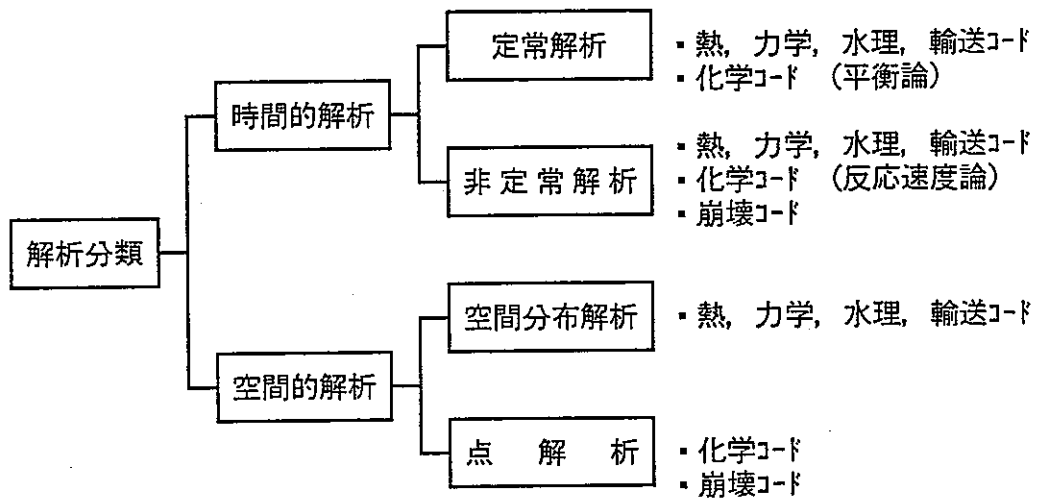 解析分類
時間的解析
定常解析
・熱, 力学, 水理, 輸送ｺｰﾄﾞ
・化学ｺｰﾄﾞ (平衡論)
非定常解析
・熱, 力学, 水理, 輸送ｺｰﾄﾞ
・化学ｺｰﾄﾞ (反応速度論)
・崩壊ｺｰﾄﾞ
空間的解析
空間分布解析
・熱, 力学, 水理, 輸送ｺｰﾄﾞ
点 解 析
・化学ｺｰﾄﾞ
・崩壊ｺｰﾄﾞ